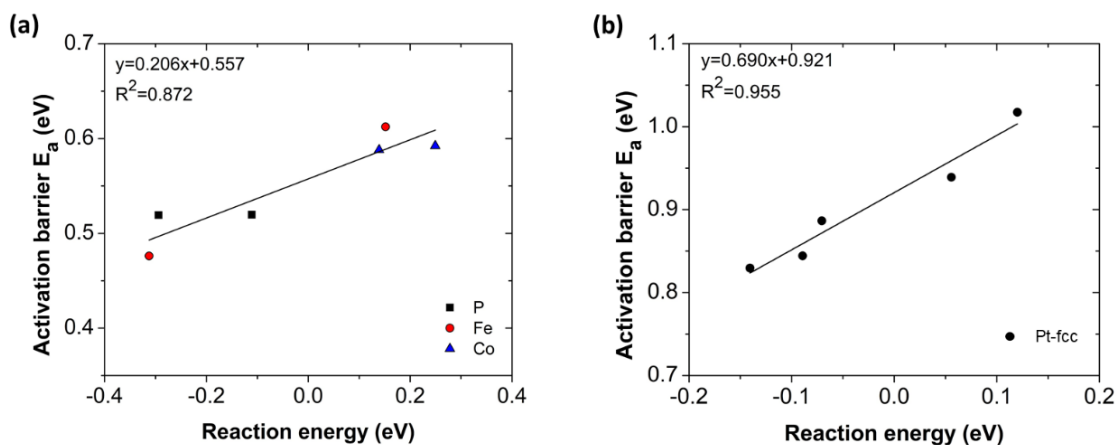 (a)
y=0.206x+0.557
R²=0.872
Activation barrier Eₐ (eV)
0.7
0.6
0.5
0.4
P
Fe
Co
-0.4
-0.2
0.0
0.2
0.4
Reaction energy (eV)
(b)
y=0.690x+0.921
R²=0.955
Activation barrier Eₐ (eV)
1.1
1.0
0.9
0.8
0.7
Pt-fcc
-0.2
-0.1
0.0
0.1
0.2
Reaction energy (eV)